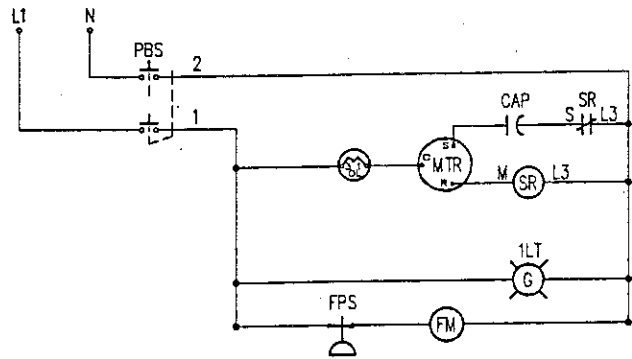 L1 N
PBS
2
1
CAP SR
S L3
S
C MTR
R M SR L3
OL
1LT
G
FPS
FM